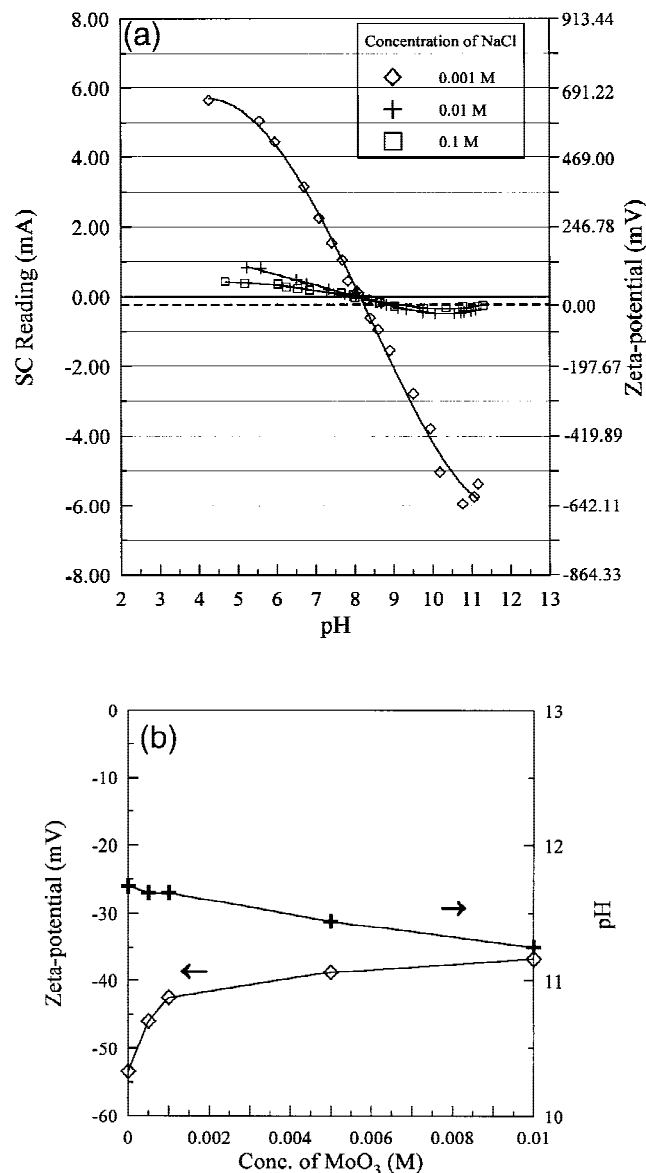 (a)
Concentration of NaCl
0.001 M
0.01 M
0.1 M
SC Reading (mA)
8.00
6.00
4.00
2.00
0.00
-2.00
-4.00
-6.00
-8.00
913.44
691.22
469.00
246.78
0.00
-197.67
-419.89
-642.11
-864.33
Zeta-potential (mV)
2 3 4 5 6 7 8 9 10 11 12 13
pH
(b)
Zeta-potential (mV)
0
-10
-20
-30
-40
-50
-60
13
12
11
10
pH
0 0.002 0.004 0.006 0.008 0.01
Conc. of MoO₃ (M)